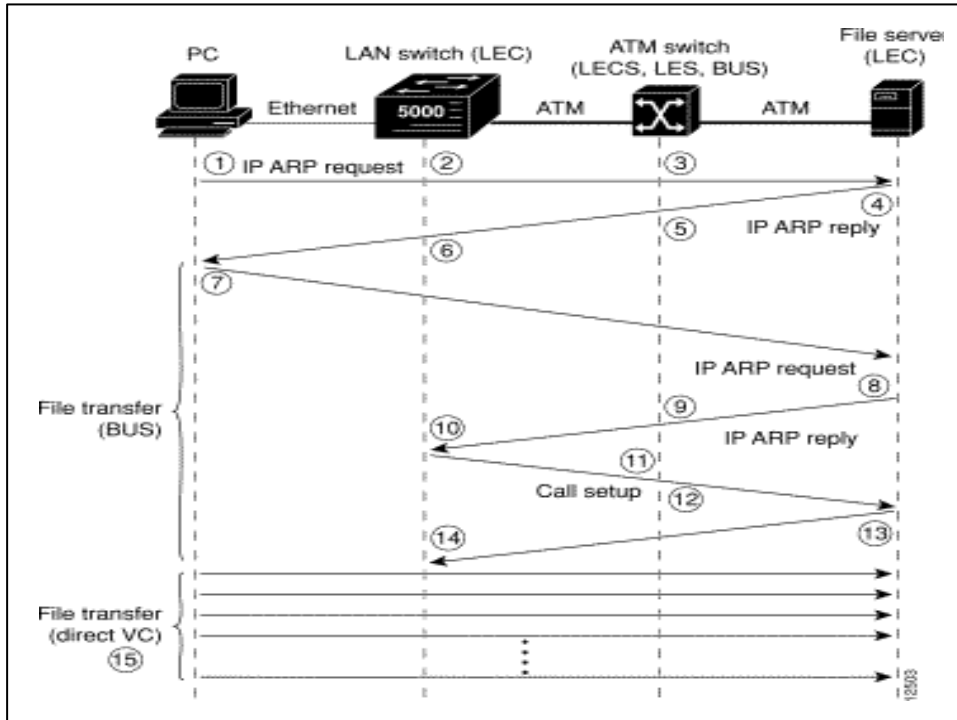 PC
LAN switch (LEC)
ATM switch
(LECS, LES, BUS)
File server
(LEC)
Ethernet
5000
ATM
ATM
1
IP ARP request
2
3
4
5
IP ARP reply
6
7
IP ARP request
8
File transfer
(BUS)
9
10
IP ARP reply
11
Call setup
12
13
14
File transfer
(direct VC)
15
12503